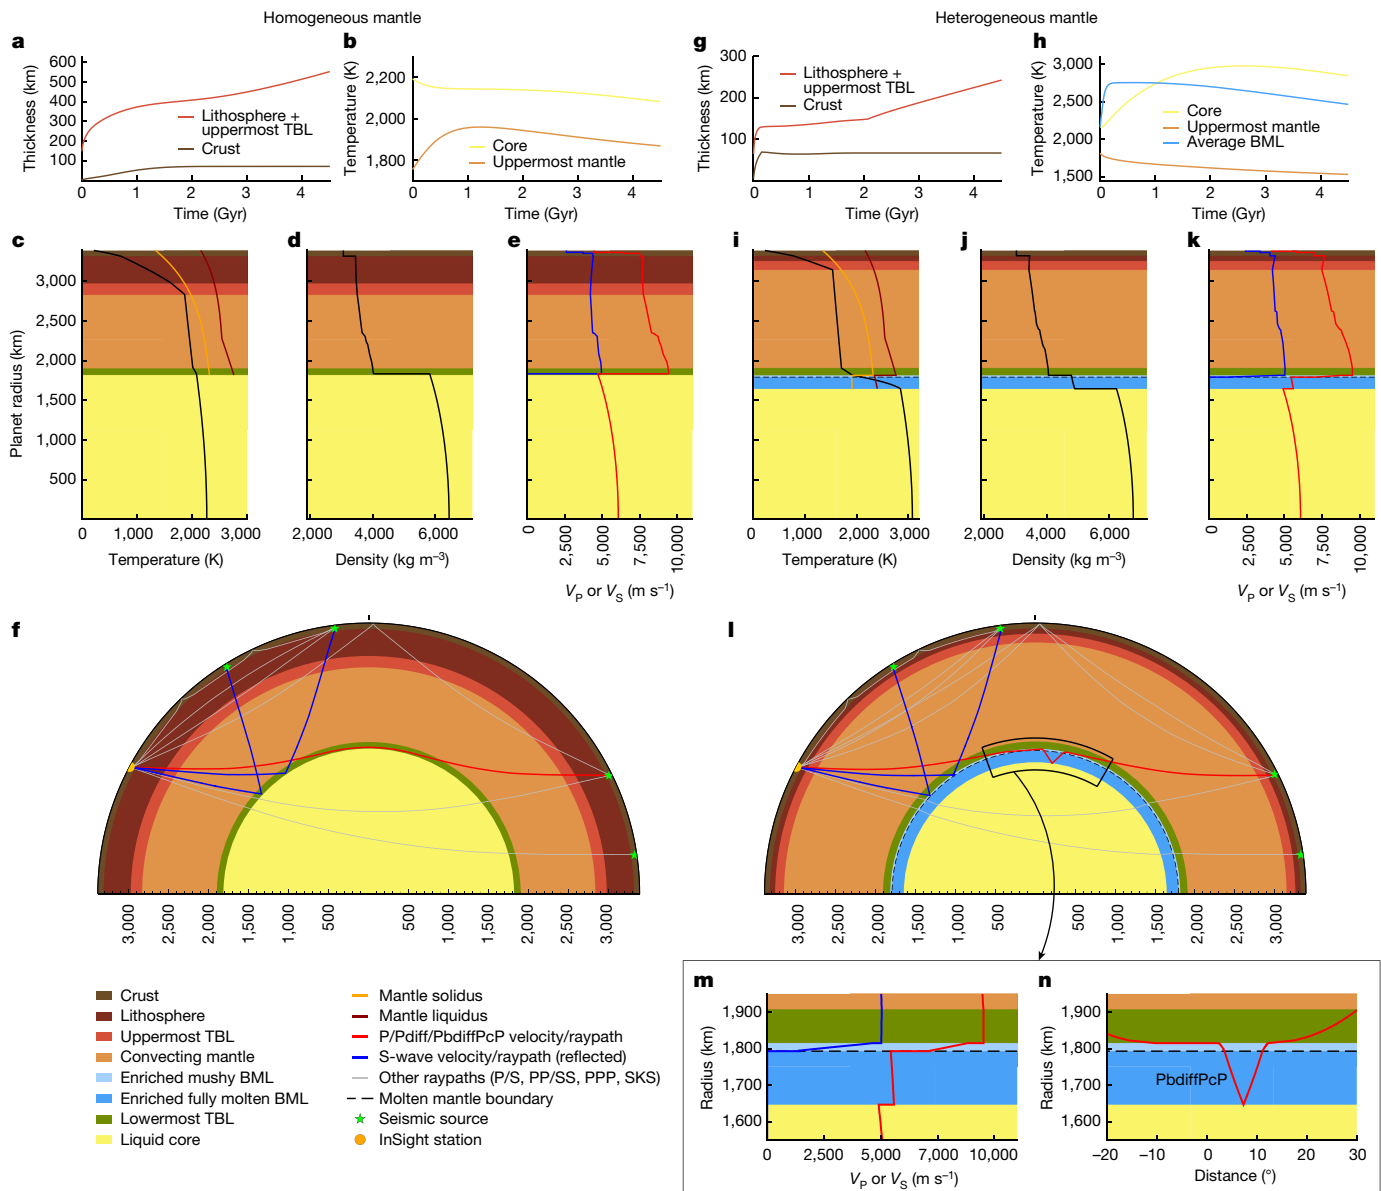 Homogeneous mantle
Heterogeneous mantle
a
600
500
400
300
200
100
Thickness (km)
Lithosphere +
uppermost TBL
Crust
0
1
2
3
4
Time (Gyr)
b
2,200
2,000
1,800
Temperature (K)
Core
Uppermost mantle
0
1
2
3
4
Time (Gyr)
g
300
200
100
Thickness (km)
Lithosphere +
uppermost TBL
Crust
0
1
2
3
4
Time (Gyr)
h
3,000
2,500
2,000
1,500
Temperature (K)
Core
Uppermost mantle
Average BML
0
1
2
3
4
Time (Gyr)
c
3,000
2,500
2,000
1,500
1,000
500
Planet radius (km)
0
1,000
2,000
3,000
Temperature (K)
d
2,000
4,000
6,000
Density (kg m⁻³)
e
0
2,500
5,000
7,500
10,000
VP or VS (m s⁻¹)
i
0
1,000
2,000
3,000
Temperature (K)
j
2,000
4,000
6,000
Density (kg m⁻³)
k
0
2,500
5,000
7,500
10,000
VP or VS (m s⁻¹)
f
3,000
2,500
2,000
1,500
1,000
500
500
1,000
1,500
2,000
2,500
3,000
l
3,000
2,500
2,000
1,500
1,000
500
500
1,000
1,500
2,000
2,500
3,000
Crust
Lithosphere
Uppermost TBL
Convecting mantle
Enriched mushy BML
Enriched fully molten BML
Lowermost TBL
Liquid core
Mantle solidus
Mantle liquidus
P/Pdiff/PbdiffPcP velocity/raypath
S-wave velocity/raypath (reflected)
Other raypaths (P/S, PP/SS, PPP, SKS)
Molten mantle boundary
Seismic source
InSight station
m
1,900
1,800
1,700
1,600
Radius (km)
0
2,500
5,000
7,000
10,000
VP or VS (m s⁻¹)
n
1,900
1,800
1,700
1,600
Radius (km)
PbdiffPcP
–20
–10
0
10
20
30
Distance (°)